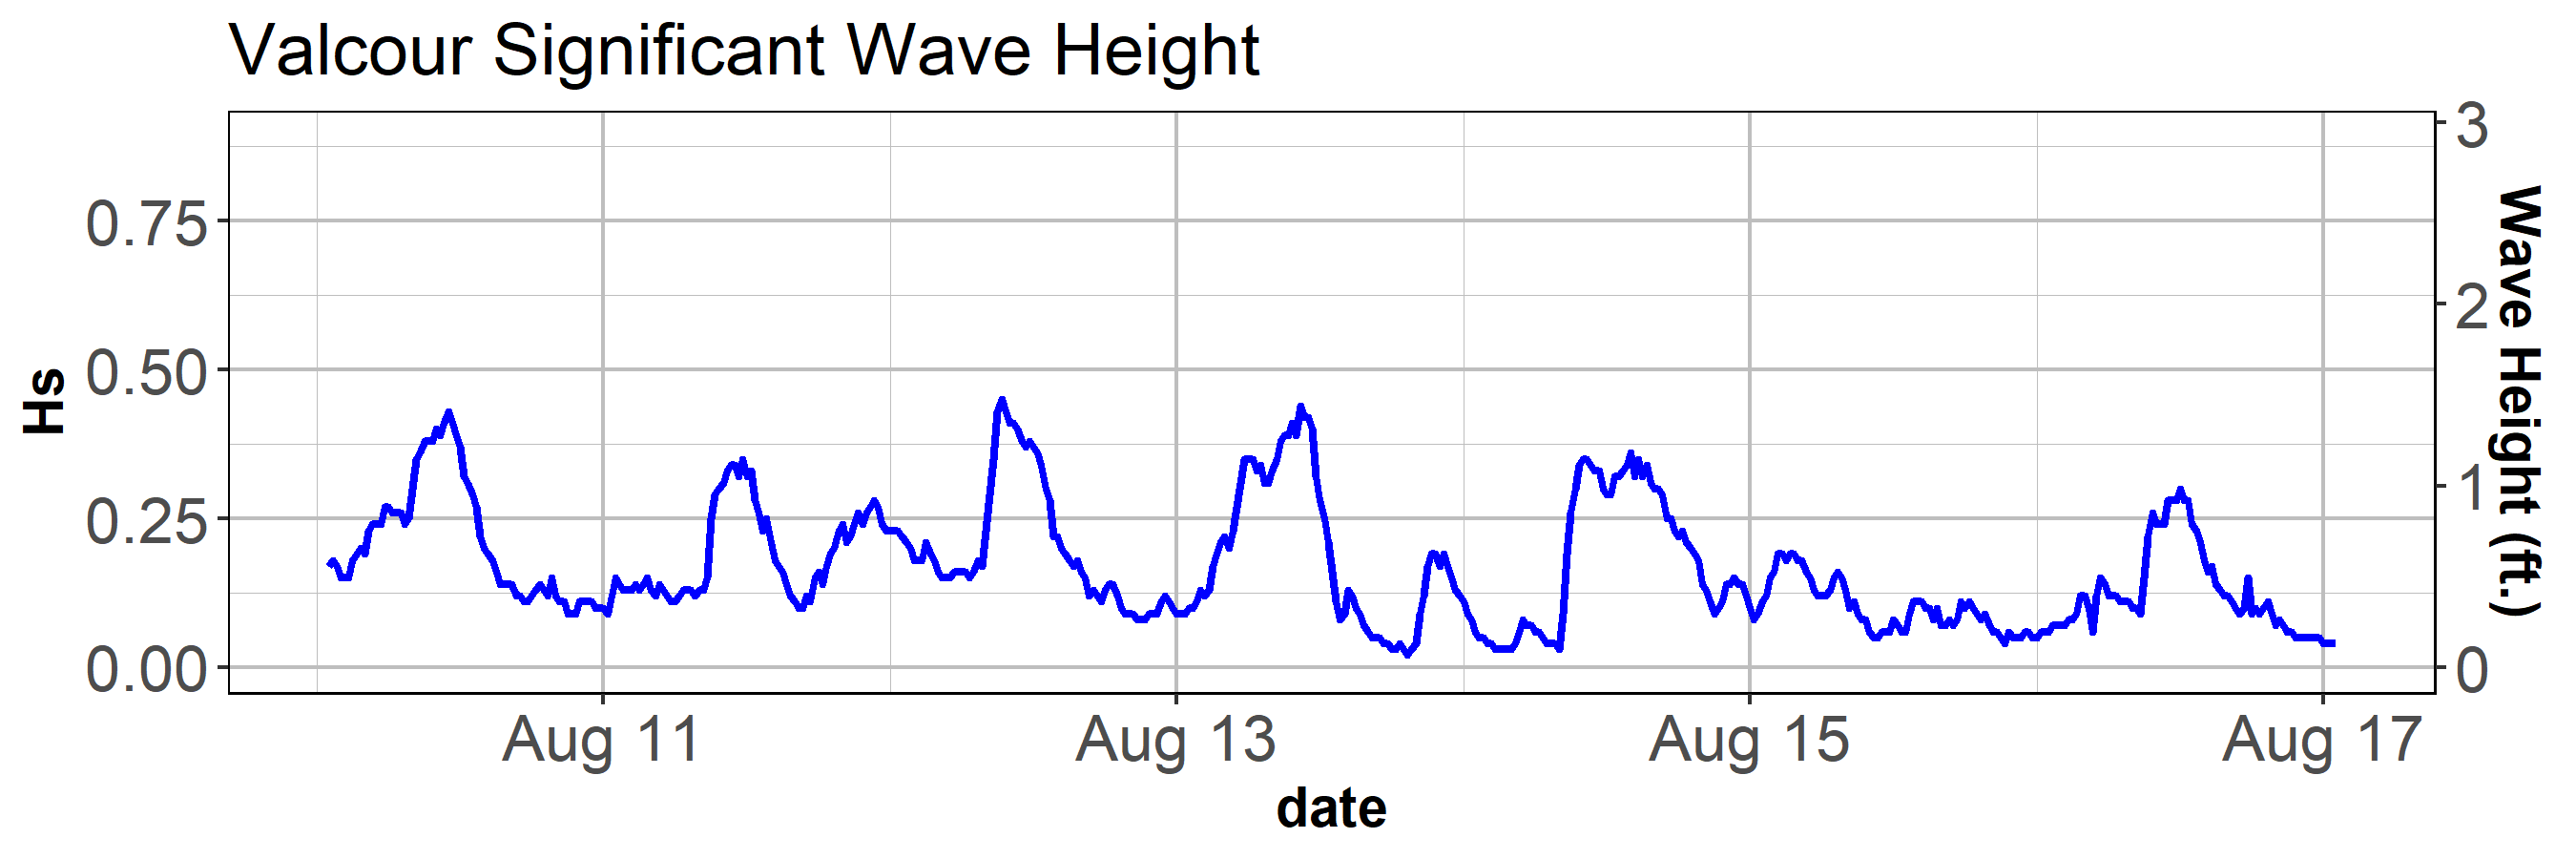 Valcour Significant Wave Height
Hs
0.75
0.50
0.25
0.00
3
2
1
0
Wave Height (ft.)
Aug 11
Aug 13
Aug 15
Aug 17
date